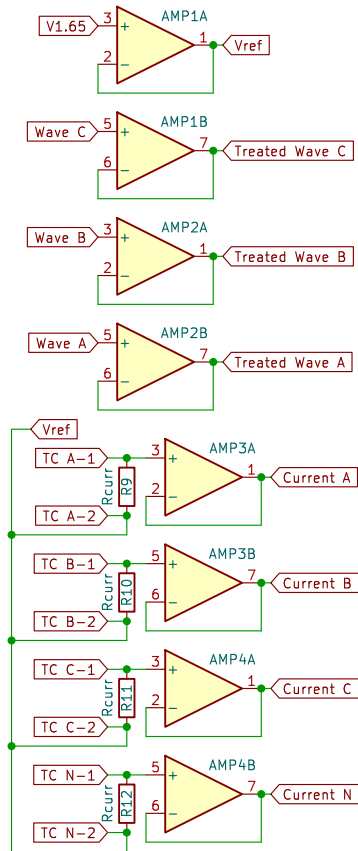 AMP1A
V1.65 3 + 1 Vref
2 −
AMP1B
Wave C 5 + 7 Treated Wave C
6 −
AMP2A
Wave B 3 + 1 Treated Wave B
2 −
AMP2B
Wave A 5 + 7 Treated Wave A
6 −
Vref
AMP3A
TC A-1 3 + 1 Current A
Rcurr R9 2 −
TC A-2
AMP3B
TC B-1 5 + 7 Current B
Rcurr R10 6 −
TC B-2
AMP4A
TC C-1 3 + 1 Current C
Rcurr R11 2 −
TC C-2
AMP4B
TC N-1 5 + 7 Current N
Rcurr R12 6 −
TC N-2